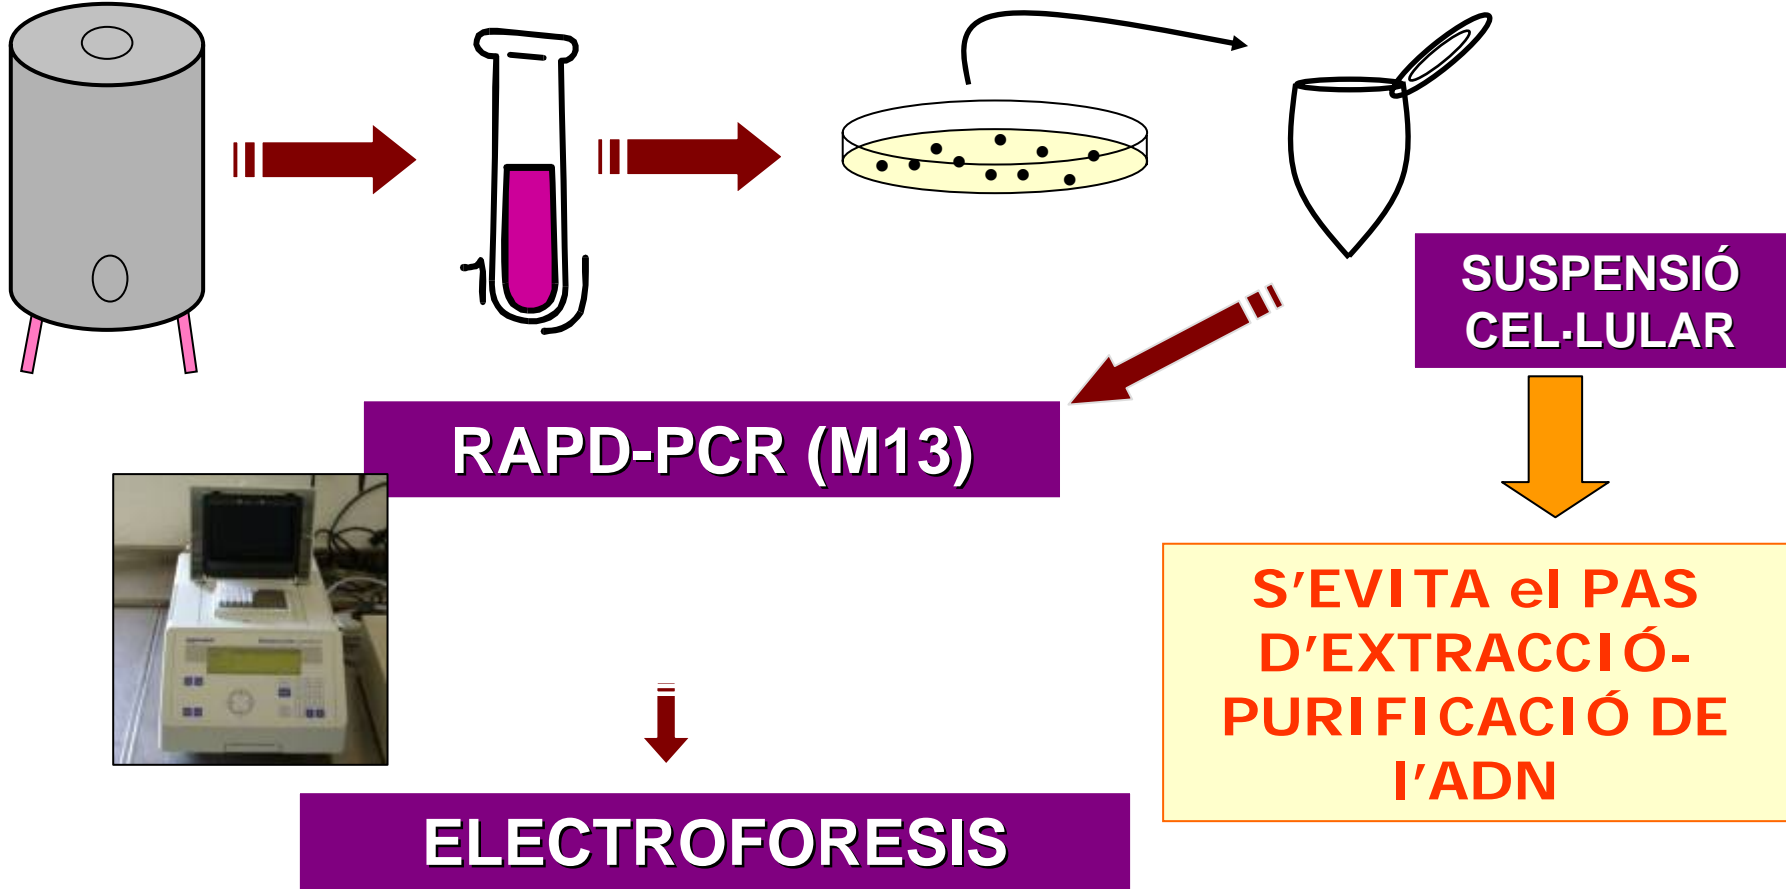 SUSPENSIÓ
CEL·LULAR
RAPD-PCR (M13)
S'EVITA el PAS
D'EXTRACCIÓ-
PURIFICACIÓ DE
l'ADN
ELECTROFORESIS